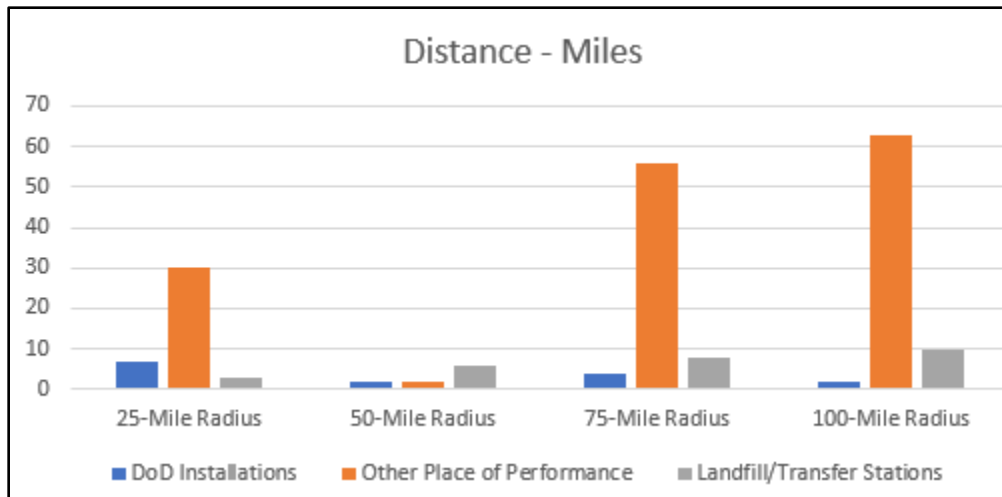 Distance - Miles
70
60
50
40
30
20
10
0
25-Mile Radius 50-Mile Radius 75-Mile Radius 100-Mile Radius
DoD Installations Other Place of Performance Landfill/Transfer Stations